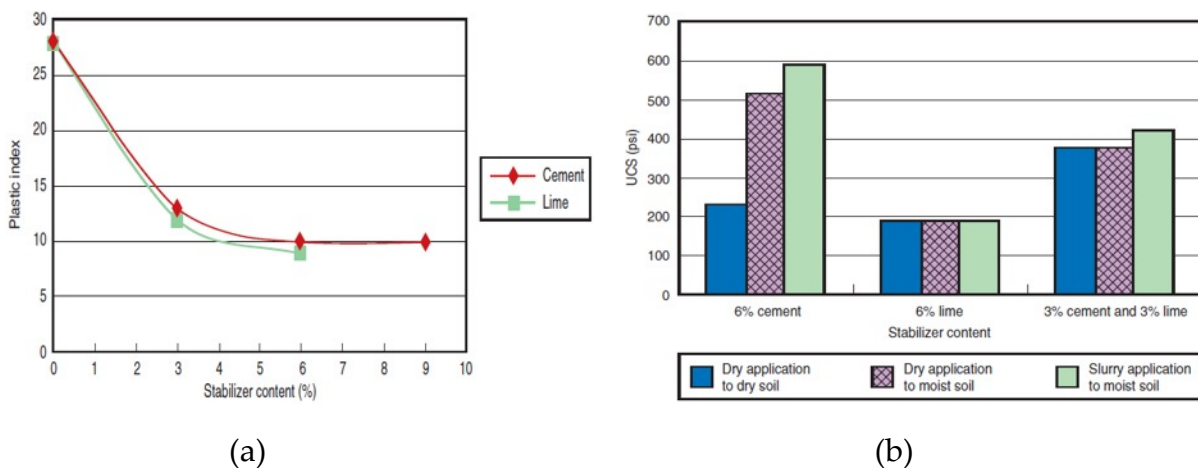 30
25
20
15
10
5
0
Plastic index
0 1 2 3 4 5 6 7 8 9 10
Stabilizer content (%)
Cement
Lime
(a)
700
600
500
400
300
200
100
0
UCS (psi)
6% cement 6% lime 3% cement and 3% lime
Stabilizer content
Dry application to dry soil
Dry application to moist soil
Slurry application to moist soil
(b)